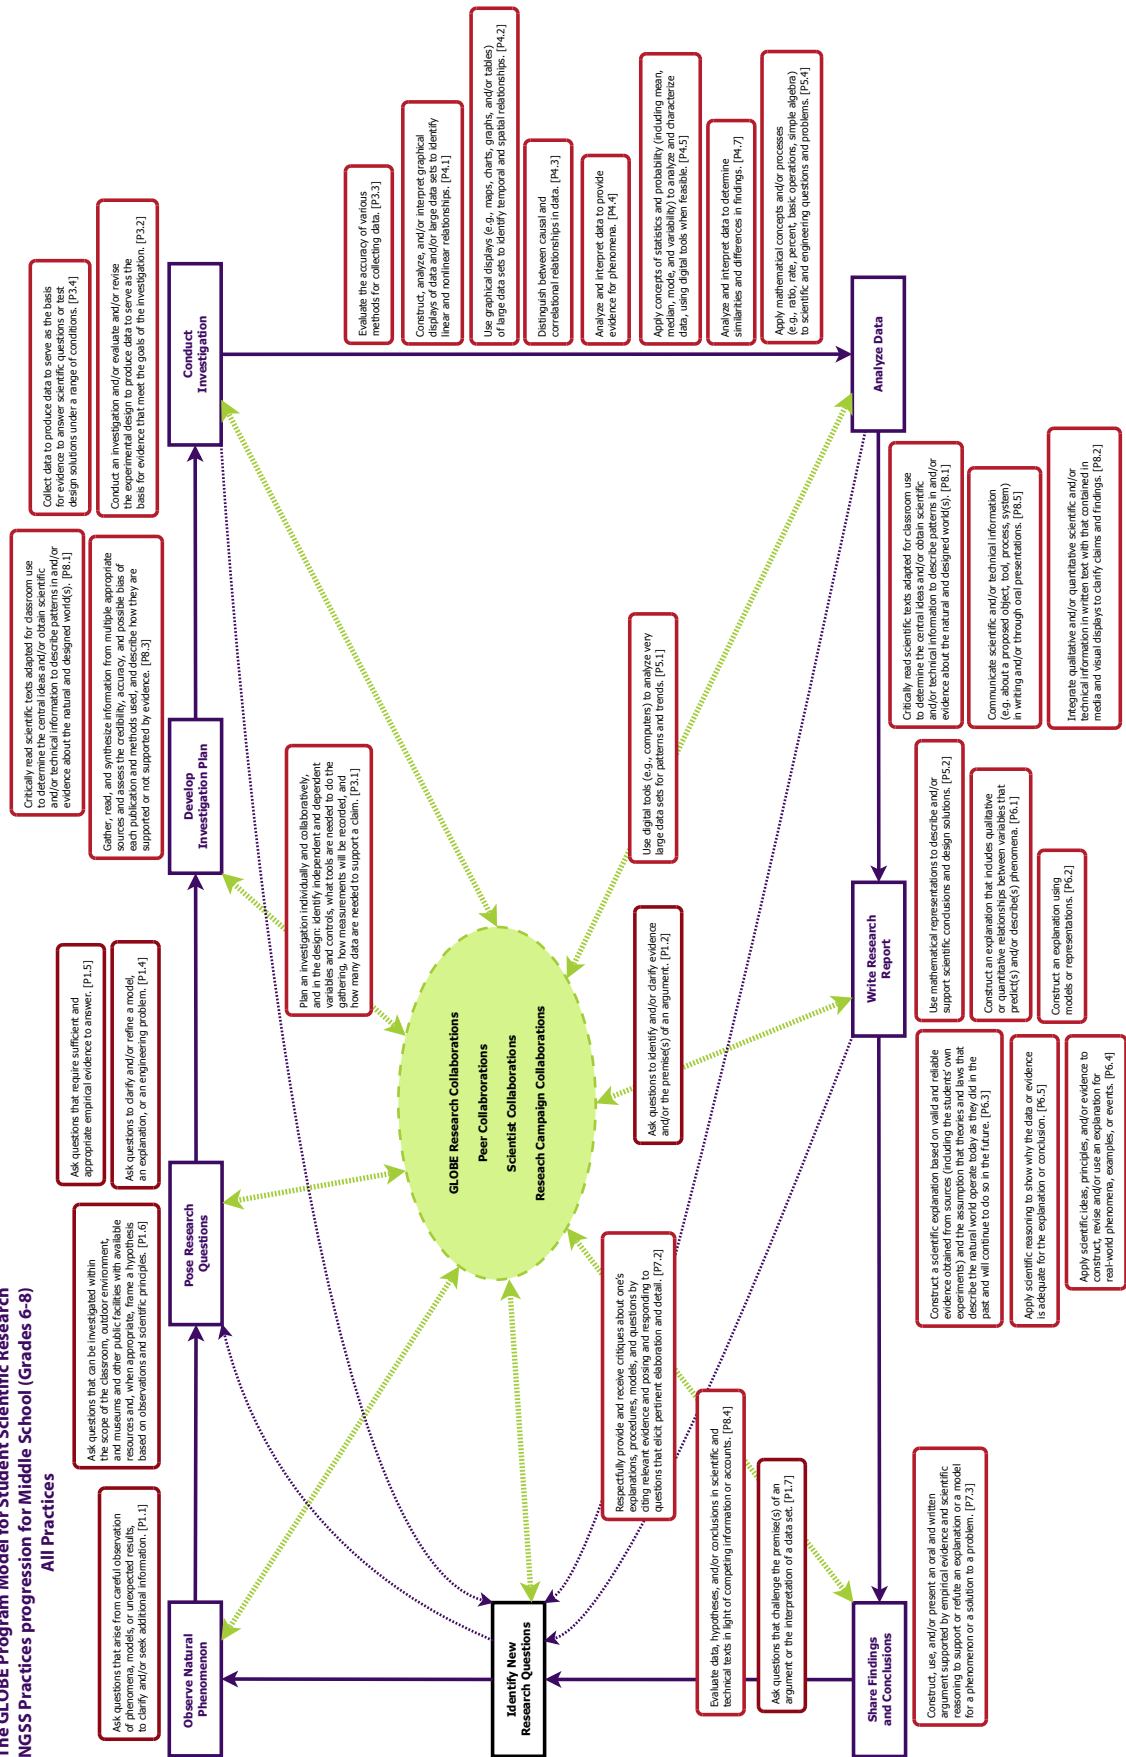 The GLOBE Program Model for Student Scientific Research
NGSS Practices progression for Middle School (Grades 6-8)
All Practices
Ask questions that arise from careful observation
of phenomena, models, or unexpected results,
to clarify and/or seek additional information. [P1.1]
Ask questions that can be investigated within
the scope of the classroom, outdoor environment,
and museums and other public facilities with available
resources and, when appropriate, frame a hypothesis
based on observations and scientific principles. [P1.6]
Ask questions that require sufficient and
appropriate empirical evidence to answer. [P1.5]
Ask questions to clarify and/or refine a model,
an explanation, or an engineering problem. [P1.4]
Critically read scientific texts adapted for classroom use
to determine the central ideas and/or obtain scientific
and/or technical information to describe patterns in and/or
evidence about the natural and designed world(s). [P8.1]
Gather, read, and synthesize information from multiple appropriate
sources and assess the credibility, accuracy, and possible bias of
each publication and methods used, and describe how they are
supported or not supported by evidence. [P8.3]
Collect data to produce data to serve as the basis
for evidence to answer scientific questions or test
design solutions under a range of conditions. [P3.4]
Conduct an investigation and/or evaluate and/or revise
the experimental design to produce data to serve as the
basis for evidence that meet the goals of the investigation. [P3.2]
Observe Natural
Phenomenon
Pose Research
Questions
Develop
Investigation Plan
Conduct
Investigation
Plan an investigation individually and collaboratively,
and in the design: identify independent and dependent
variables and controls, what tools are needed to do the
gathering, how measurements will be recorded, and
how many data are needed to support a claim. [P3.1]
Evaluate the accuracy of various
methods for collecting data. [P3.3]
Construct, analyze, and/or interpret graphical
displays of data and/or large data sets to identify
linear and nonlinear relationships. [P4.1]
Use graphical displays (e.g., maps, charts, graphs, and/or tables)
of large data sets to identify temporal and spatial relationships. [P4.2]
Distinguish between causal and
correlational relationships in data. [P4.3]
Analyze and interpret data to provide
evidence for phenomena. [P4.4]
Apply concepts of statistics and probability (including mean,
median, mode, and variability) to analyze and characterize
data, using digital tools when feasible. [P4.5]
Analyze and interpret data to determine
similarities and differences in findings. [P4.7]
Apply mathematical concepts and/or processes
(e.g., ratio, rate, percent, basic operations, simple algebra)
to scientific and engineering questions and problems. [P5.4]
GLOBE Research Collaborations
Peer Collabrorations
Scientist Collaborations
Reseach Campaign Collaborations
Identify New
Research Questions
Use digital tools (e.g., computers) to analyze very
large data sets for patterns and trends. [P5.1]
Ask questions to identify and/or clarify evidence
and/or the premise(s) of an argument. [P1.2]
Respectfully provide and receive critiques about one's
explanations, procedures, models, and questions by
citing relevant evidence and posing and responding to
questions that elicit pertinent elaboration and detail. [P7.2]
Evaluate data, hypotheses, and/or conclusions in scientific and
technical texts in light of competing information or accounts. [P8.4]
Ask questions that challenge the premise(s) of an
argument or the interpretation of a data set. [P1.7]
Share Findings
and Conclusions
Write Research
Report
Analyze Data
Construct, use, and/or present an oral and written
argument supported by empirical evidence and scientific
reasoning to support or refute an explanation or a model
for a phenomenon or a solution to a problem. [P7.3]
Construct a scientific explanation based on valid and reliable
evidence obtained from sources (including the students' own
experiments) and the assumption that theories and laws that
describe the natural world operate today as they did in the
past and will continue to do so in the future. [P6.3]
Apply scientific reasoning to show why the data or evidence
is adequate for the explanation or conclusion. [P6.5]
Apply scientific ideas, principles, and/or evidence to
construct, revise and/or use an explanation for
real-world phenomena, examples, or events. [P6.4]
Use mathematical representations to describe and/or
support scientific conclusions and design solutions. [P5.2]
Construct an explanation that includes qualitative
or quantitative relationships between variables that
predict(s) and/or describe(s) phenomena. [P6.1]
Construct an explanation using
models or representations. [P6.2]
Critically read scientific texts adapted for classroom use
to determine the central ideas and/or obtain scientific
and/or technical information to describe patterns in and/or
evidence about the natural and designed world(s). [P8.1]
Communicate scientific and/or technical information
(e.g. about a proposed object, tool, process, system)
in writing and/or through oral presentations. [P8.5]
Integrate qualitative and/or quantitative scientific and/or
technical information in written text with that contained in
media and visual displays to clarify claims and findings. [P8.2]